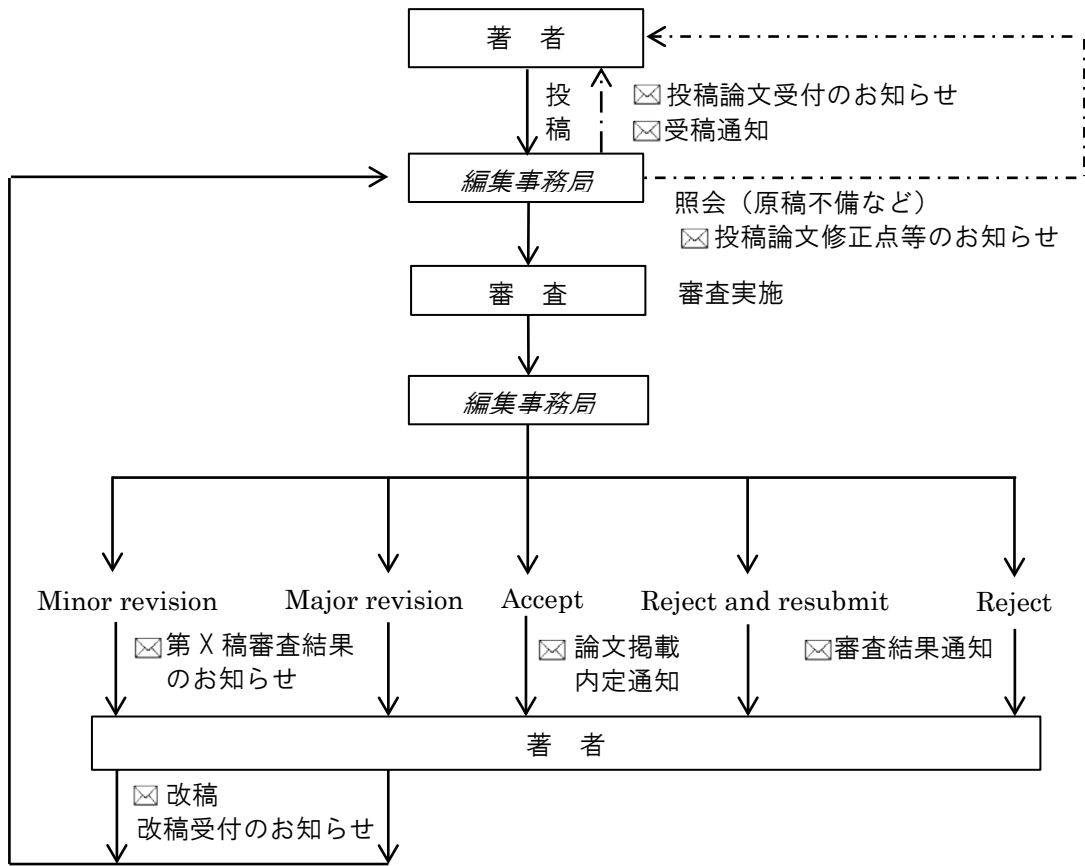 著　者
投稿
✉ 投稿論文受付のお知らせ
✉ 受稿通知
編集事務局
照会（原稿不備など）
✉ 投稿論文修正点等のお知らせ
審　査
審査実施
編集事務局
Minor revision
Major revision
Accept
Reject and resubmit
Reject
✉ 第 X 稿審査結果
のお知らせ
✉ 論文掲載
内定通知
✉ 審査結果通知
著　者
✉ 改稿
改稿受付のお知らせ